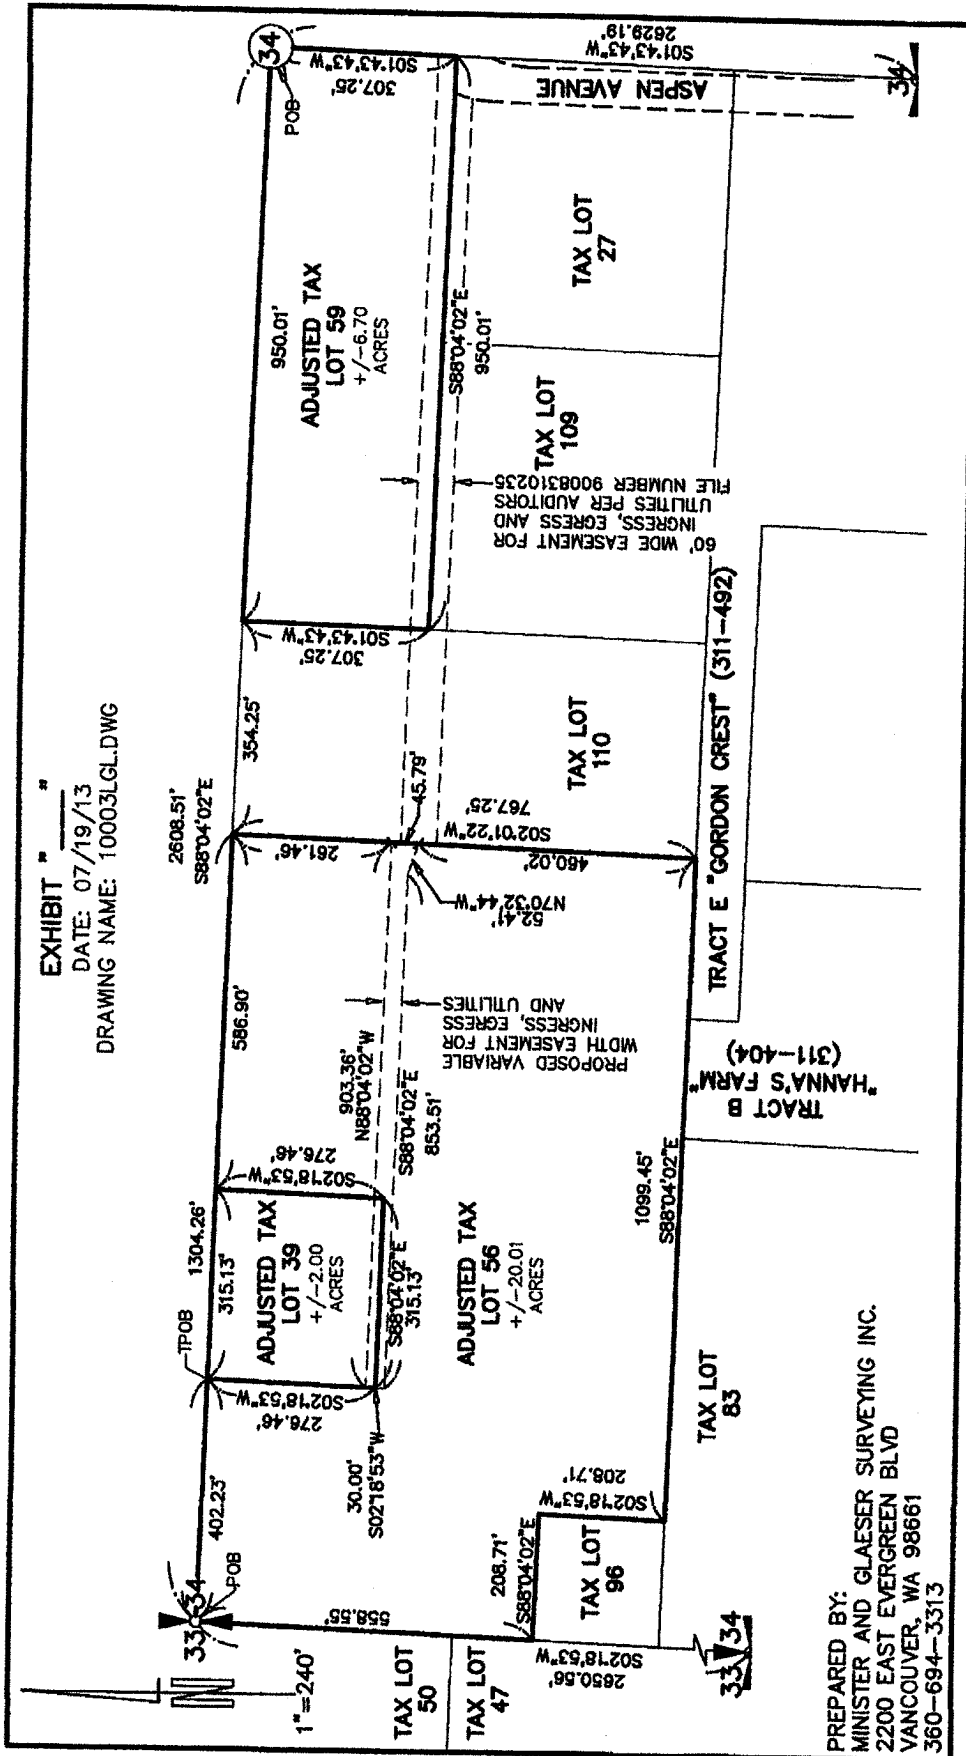 EXHIBIT " ______ "
DATE: 07/19/13
DRAWING NAME: 10003LGL.DWG
2608.51'
S88°04'02"E
1304.26'
33 34
POB
402.23'
TPOB
315.13'
586.90'
354.25'
950.01'
34
POB
1"=240'
558.55'
276.46'
S02°18'53"W
ADJUSTED TAX
LOT 39
+/-2.00
ACRES
276.46'
S02°18'53"W
S88°04'02"E
315.13'
30.00'
S02°18'53"W
903.36'
N88°04'02"W
S88°04'02"E
853.51'
PROPOSED VARIABLE
WIDTH EASEMENT FOR
INGRESS, EGRESS
AND UTILITIES
261.46'
45.79'
52.41'
N70°32'44"W
460.02'
S02°01'22"W
767.25'
307.25'
S01°43'43"W
ADJUSTED TAX
LOT 59
+/-6.70
ACRES
307.25'
S01°43'43"W
S88°04'02"E
950.01'
60' WIDE EASEMENT FOR
INGRESS, EGRESS AND
UTILITIES PER AUDITORS
FILE NUMBER 9008310235
ASPEN AVENUE
S01°43'43"W
2629.19'
34
TAX LOT
50
TAX LOT
47
208.71'
S88°04'02"E
TAX LOT
96
S02°18'53"W
208.71'
2650.56'
S02°18'53"W
33 34
ADJUSTED TAX
LOT 56
+/-20.01
ACRES
TAX LOT
110
TAX LOT
109
TAX LOT
27
1099.45'
S88°04'02"E
TAX LOT
83
TRACT B
"HANNA'S FARM"
(311-404)
TRACT E "GORDON CREST" (311-492)
PREPARED BY:
MINISTER AND GLAESER SURVEYING INC.
2200 EAST EVERGREEN BLVD
VANCOUVER, WA 98661
360-694-3313